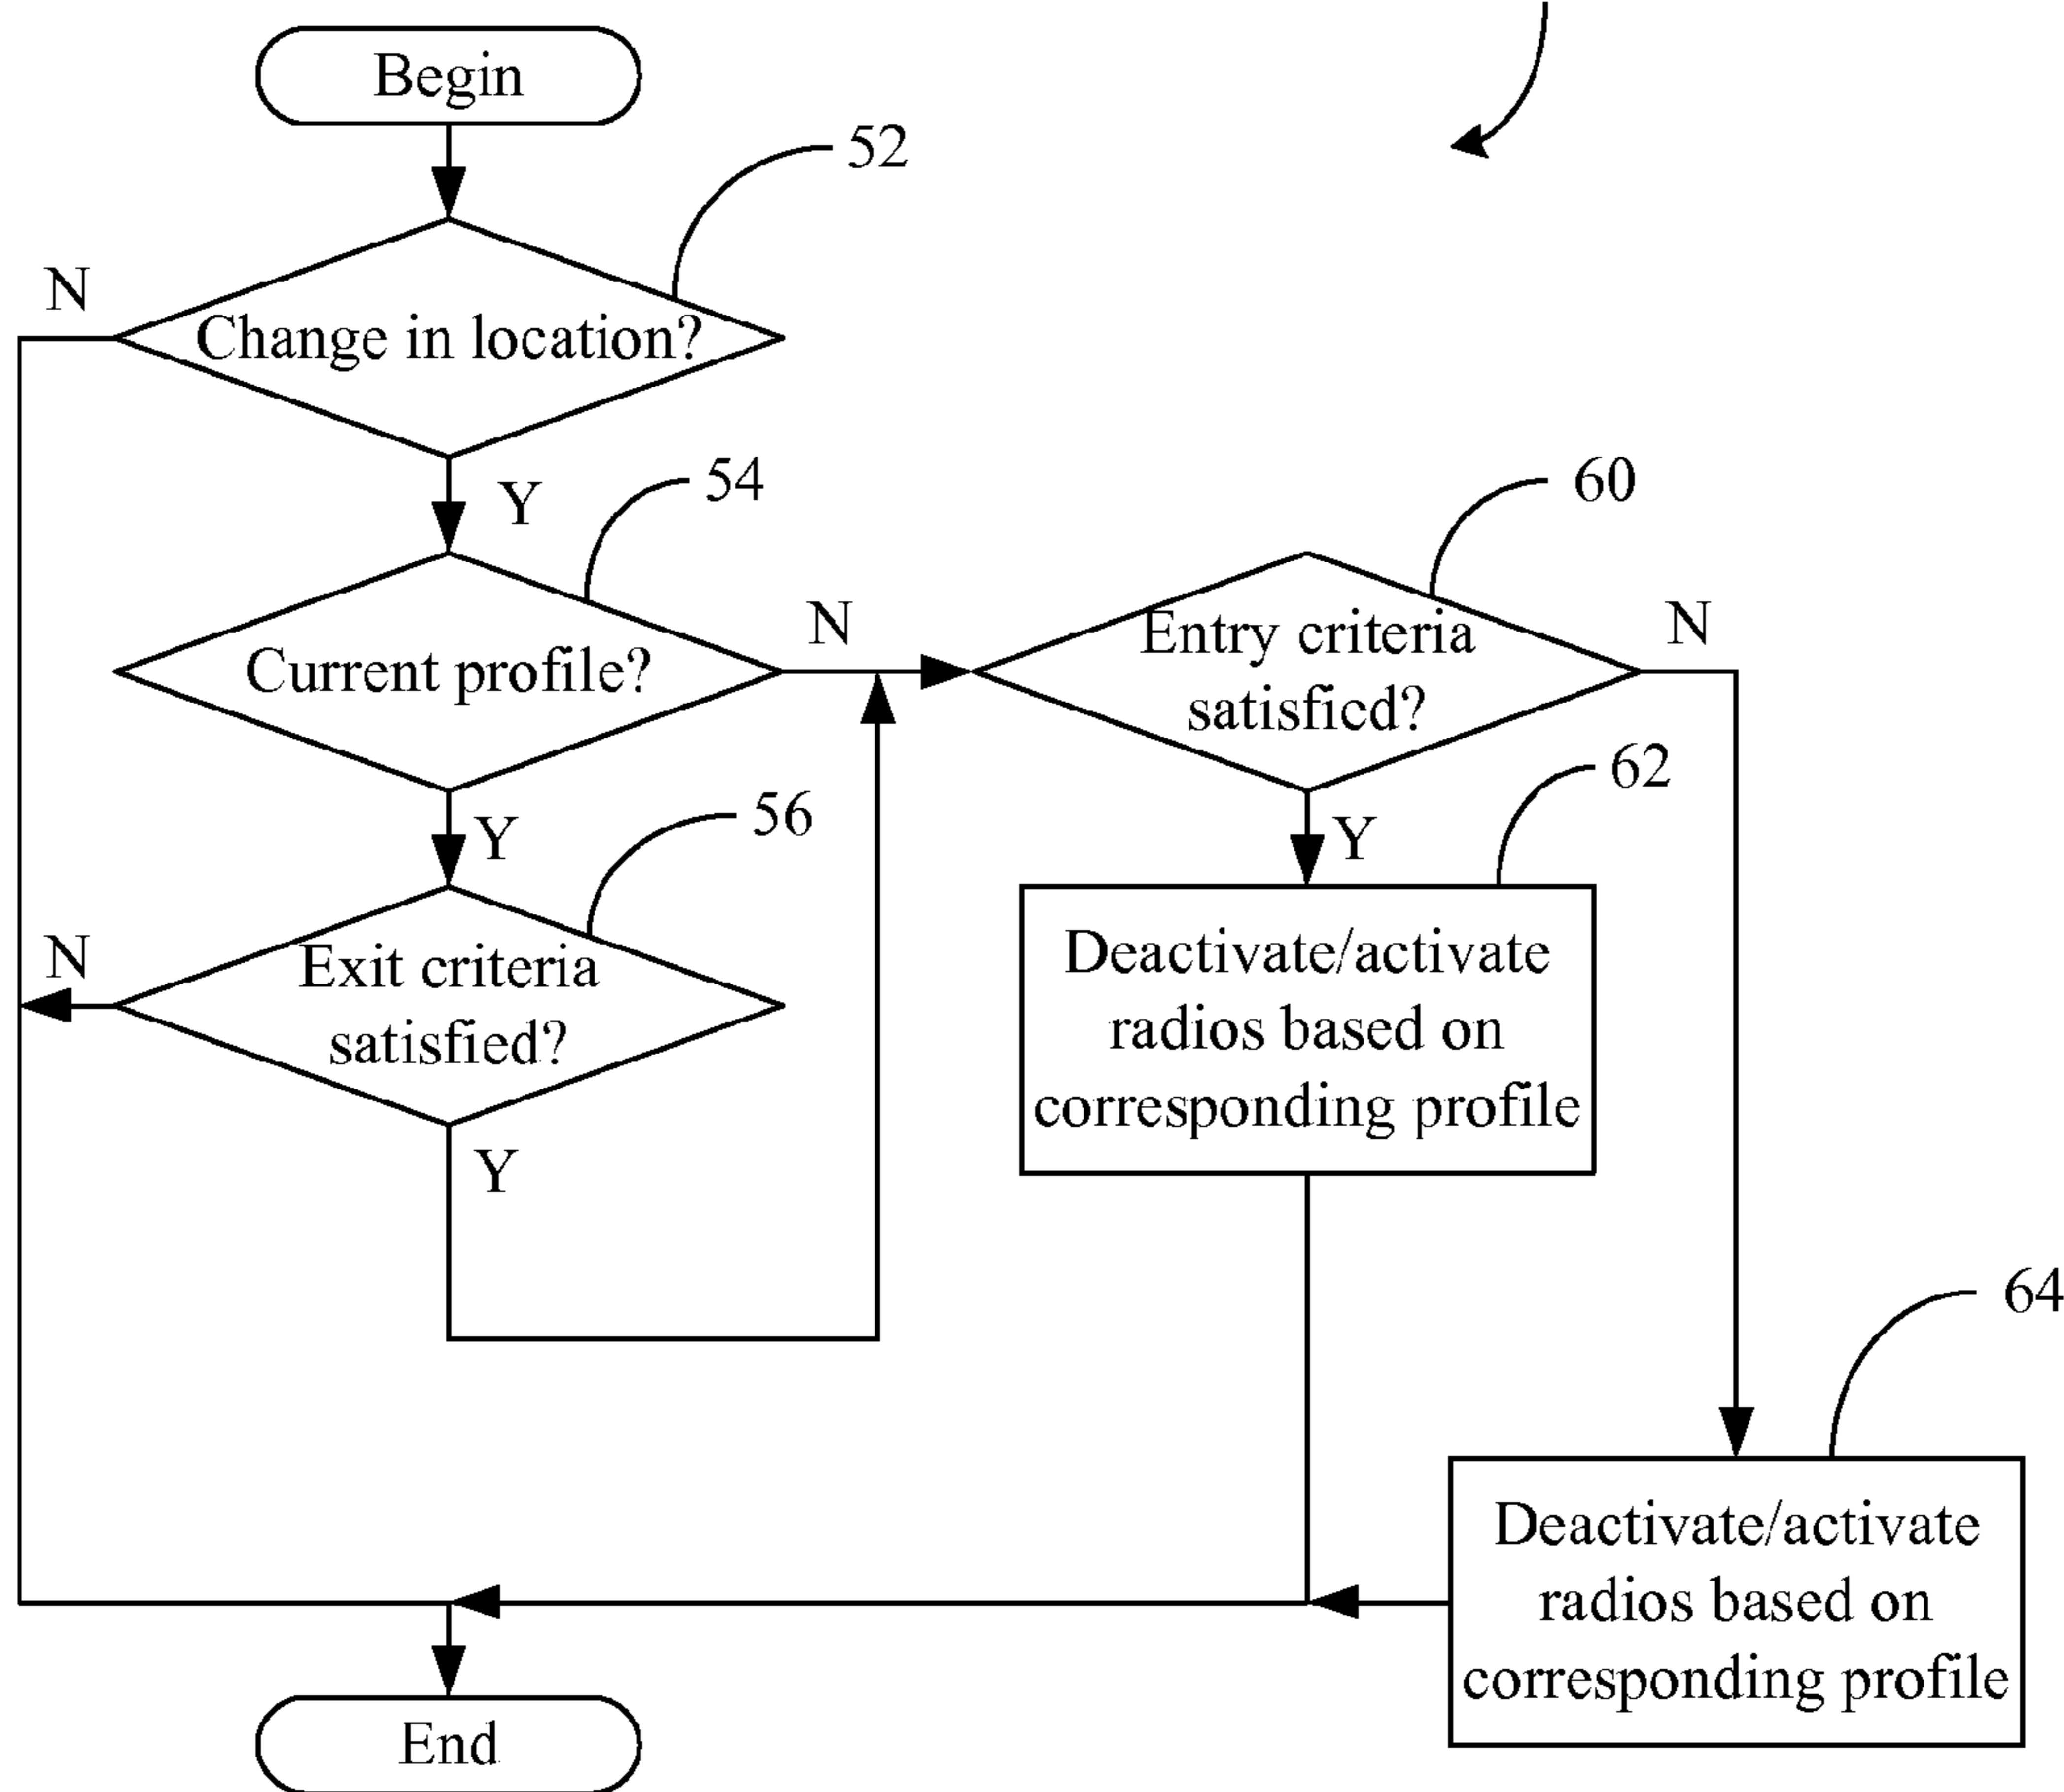 Begin
52
N
Change in location?
Y
54
60
Current profile?
N
Entry criteria
satisfied?
N
62
Y
56
Y
N
Exit criteria
satisfied?
Deactivate/activate
radios based on
corresponding profile
Y
64
Deactivate/activate
radios based on
corresponding profile
End